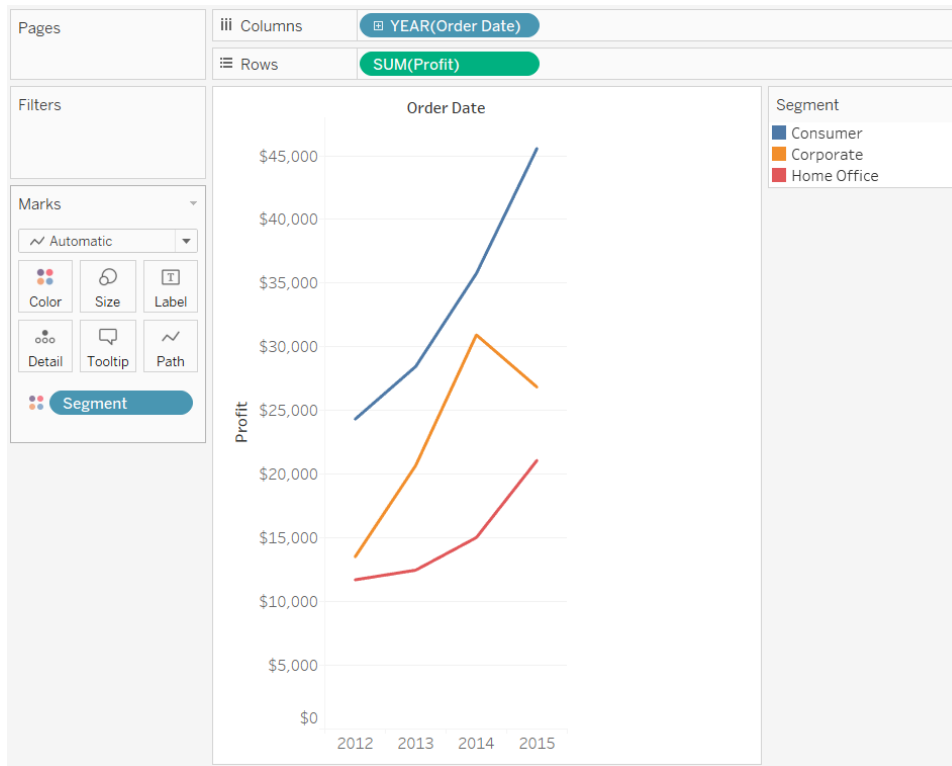 Pages
Columns
YEAR(Order Date)
Rows
SUM(Profit)
Filters
Marks
Automatic
Color
Size
Label
Detail
Tooltip
Path
Segment
Order Date
Profit
$45,000
$40,000
$35,000
$30,000
$25,000
$20,000
$15,000
$10,000
$5,000
$0
2012 2013 2014 2015
Segment
Consumer
Corporate
Home Office